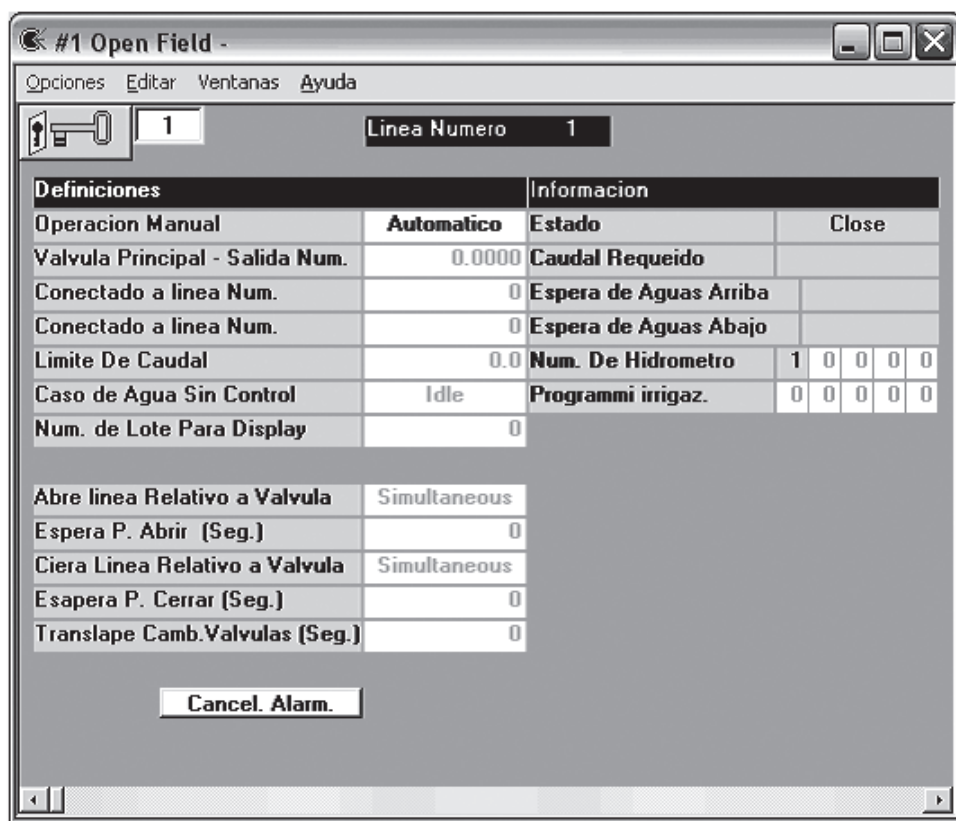 #1 Open Field -
Opciones Editar Ventanas Ayuda
1 Linea Numero 1
Definiciones Informacion
Operacion Manual Automatico Estado Close
Valvula Principal - Salida Num. 0.0000 Caudal Requeido
Conectado a linea Num. 0 Espera de Aguas Arriba
Conectado a linea Num. 0 Espera de Aguas Abajo
Limite De Caudal 0.0 Num. De Hidrometro 1 0 0 0 0
Caso de Agua Sin Control Idle Programmi irrigaz. 0 0 0 0 0
Num. de Lote Para Display 0
Abre linea Relativo a Valvula Simultaneous
Espera P. Abrir (Seg.) 0
Ciera Linea Relativo a Valvula Simultaneous
Esapera P. Cerrar (Seg.) 0
Translape Camb.Valvulas (Seg.) 0
Cancel. Alarm.